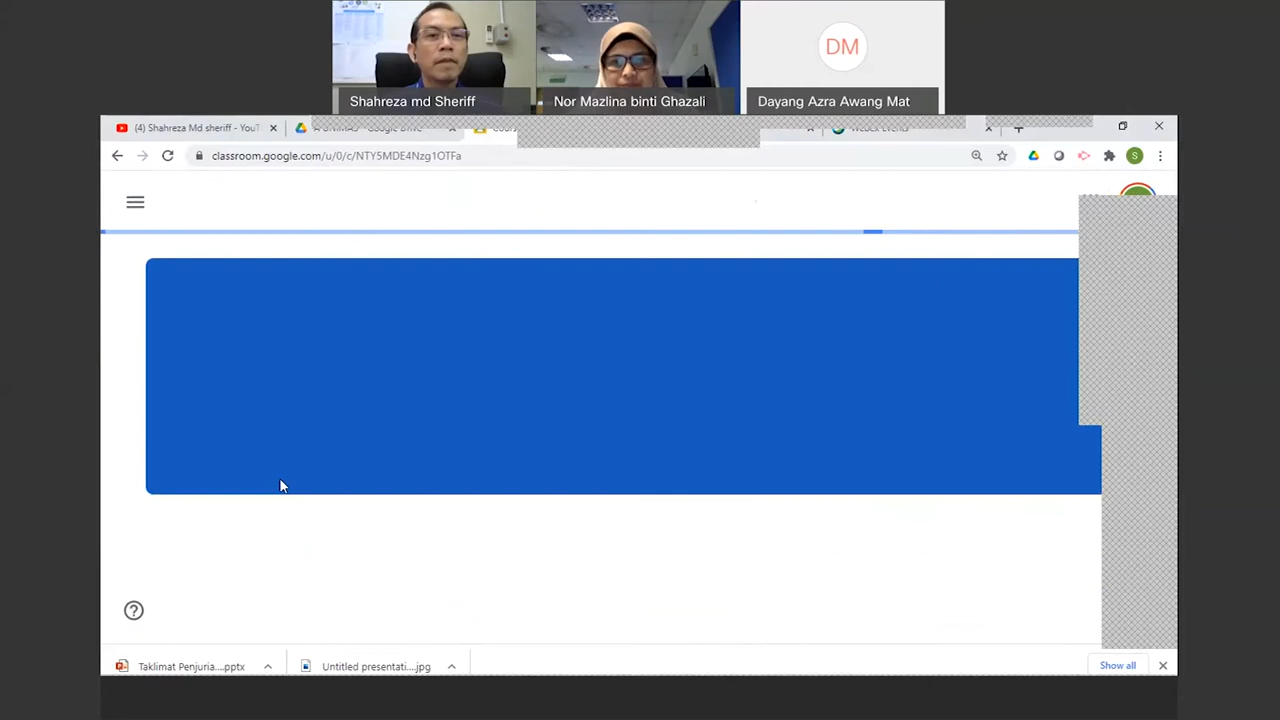 Shahreza md Sheriff
Nor Mazlina binti Ghazali
DM
Dayang Azra Awang Mat
(4) Shahreza Md sheriff - YouT
classroom.google.com/u/0/c/NTY5MDE4Nzg1OTFa
S
Taklimat Penjuria....pptx
Untitled presentati....jpg
Show all